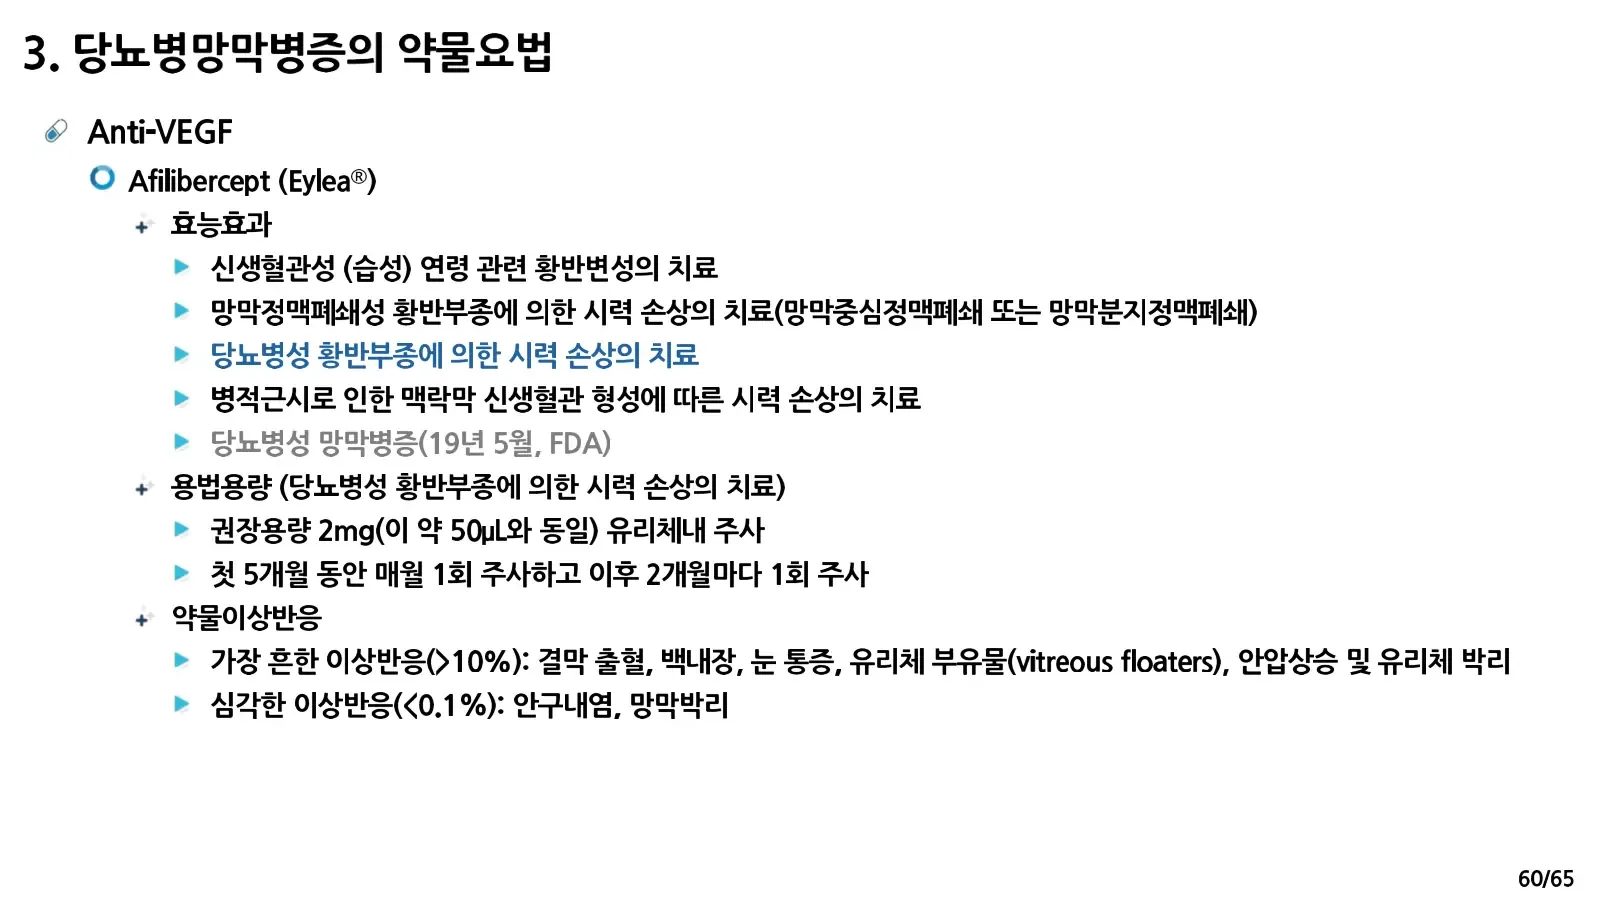 3. 당뇨병망막병증의 약물요법
Anti-VEGF
Afilibercept (Eylea®)
효능효과
신생혈관성 (습성) 연령 관련 황반변성의 치료
망막정맥폐쇄성 황반부종에 의한 시력 손상의 치료(망막중심정맥폐쇄 또는 망막분지정맥폐쇄)
당뇨병성 황반부종에 의한 시력 손상의 치료
병적근시로 인한 맥락막 신생혈관 형성에 따른 시력 손상의 치료
당뇨병성 망막병증(19년 5월, FDA)
용법용량 (당뇨병성 황반부종에 의한 시력 손상의 치료)
권장용량 2mg(이 약 50μL와 동일) 유리체내 주사
첫 5개월 동안 매월 1회 주사하고 이후 2개월마다 1회 주사
약물이상반응
가장 흔한 이상반응(>10%): 결막 출혈, 백내장, 눈 통증, 유리체 부유물(vitreous floaters), 안압상승 및 유리체 박리
심각한 이상반응(<0.1%): 안구내염, 망막박리
60/65